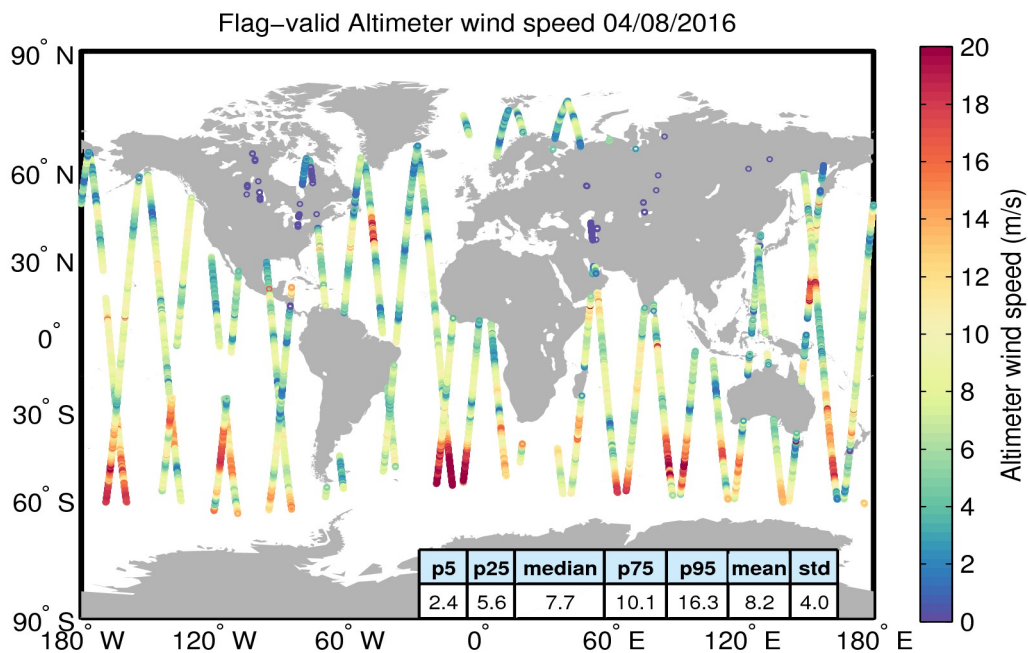 Flag−valid Altimeter wind speed 04/08/2016
90° N
60° N
30° N
0°
30° S
60° S
90° S
180° W
120° W
60° W
0°
60° E
120° E
180° E
p5 p25 median p75 p95 mean std
2.4 5.6 7.7 10.1 16.3 8.2 4.0
20
18
16
14
12
10
8
6
4
2
0
Altimeter wind speed (m/s)